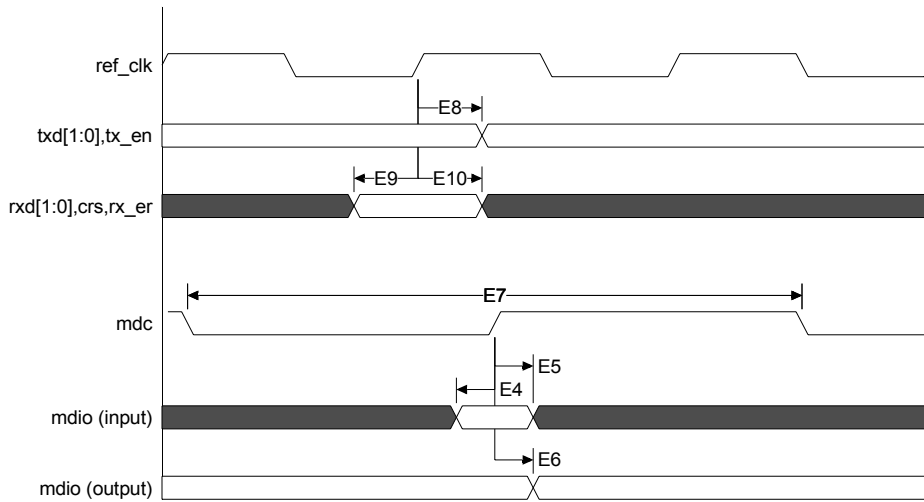 ref_clk
E8
txd[1:0],tx_en
E9 E10
rxd[1:0],crs,rx_er
E7
mdc
E5
E4
mdio (input)
E6
mdio (output)